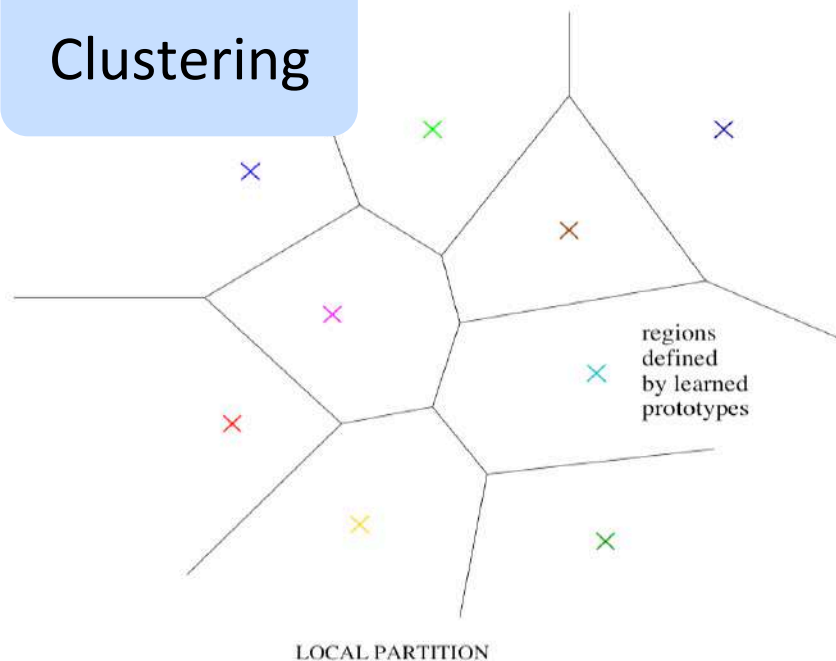 Clustering
regions
defined
by learned
prototypes
LOCAL PARTITION